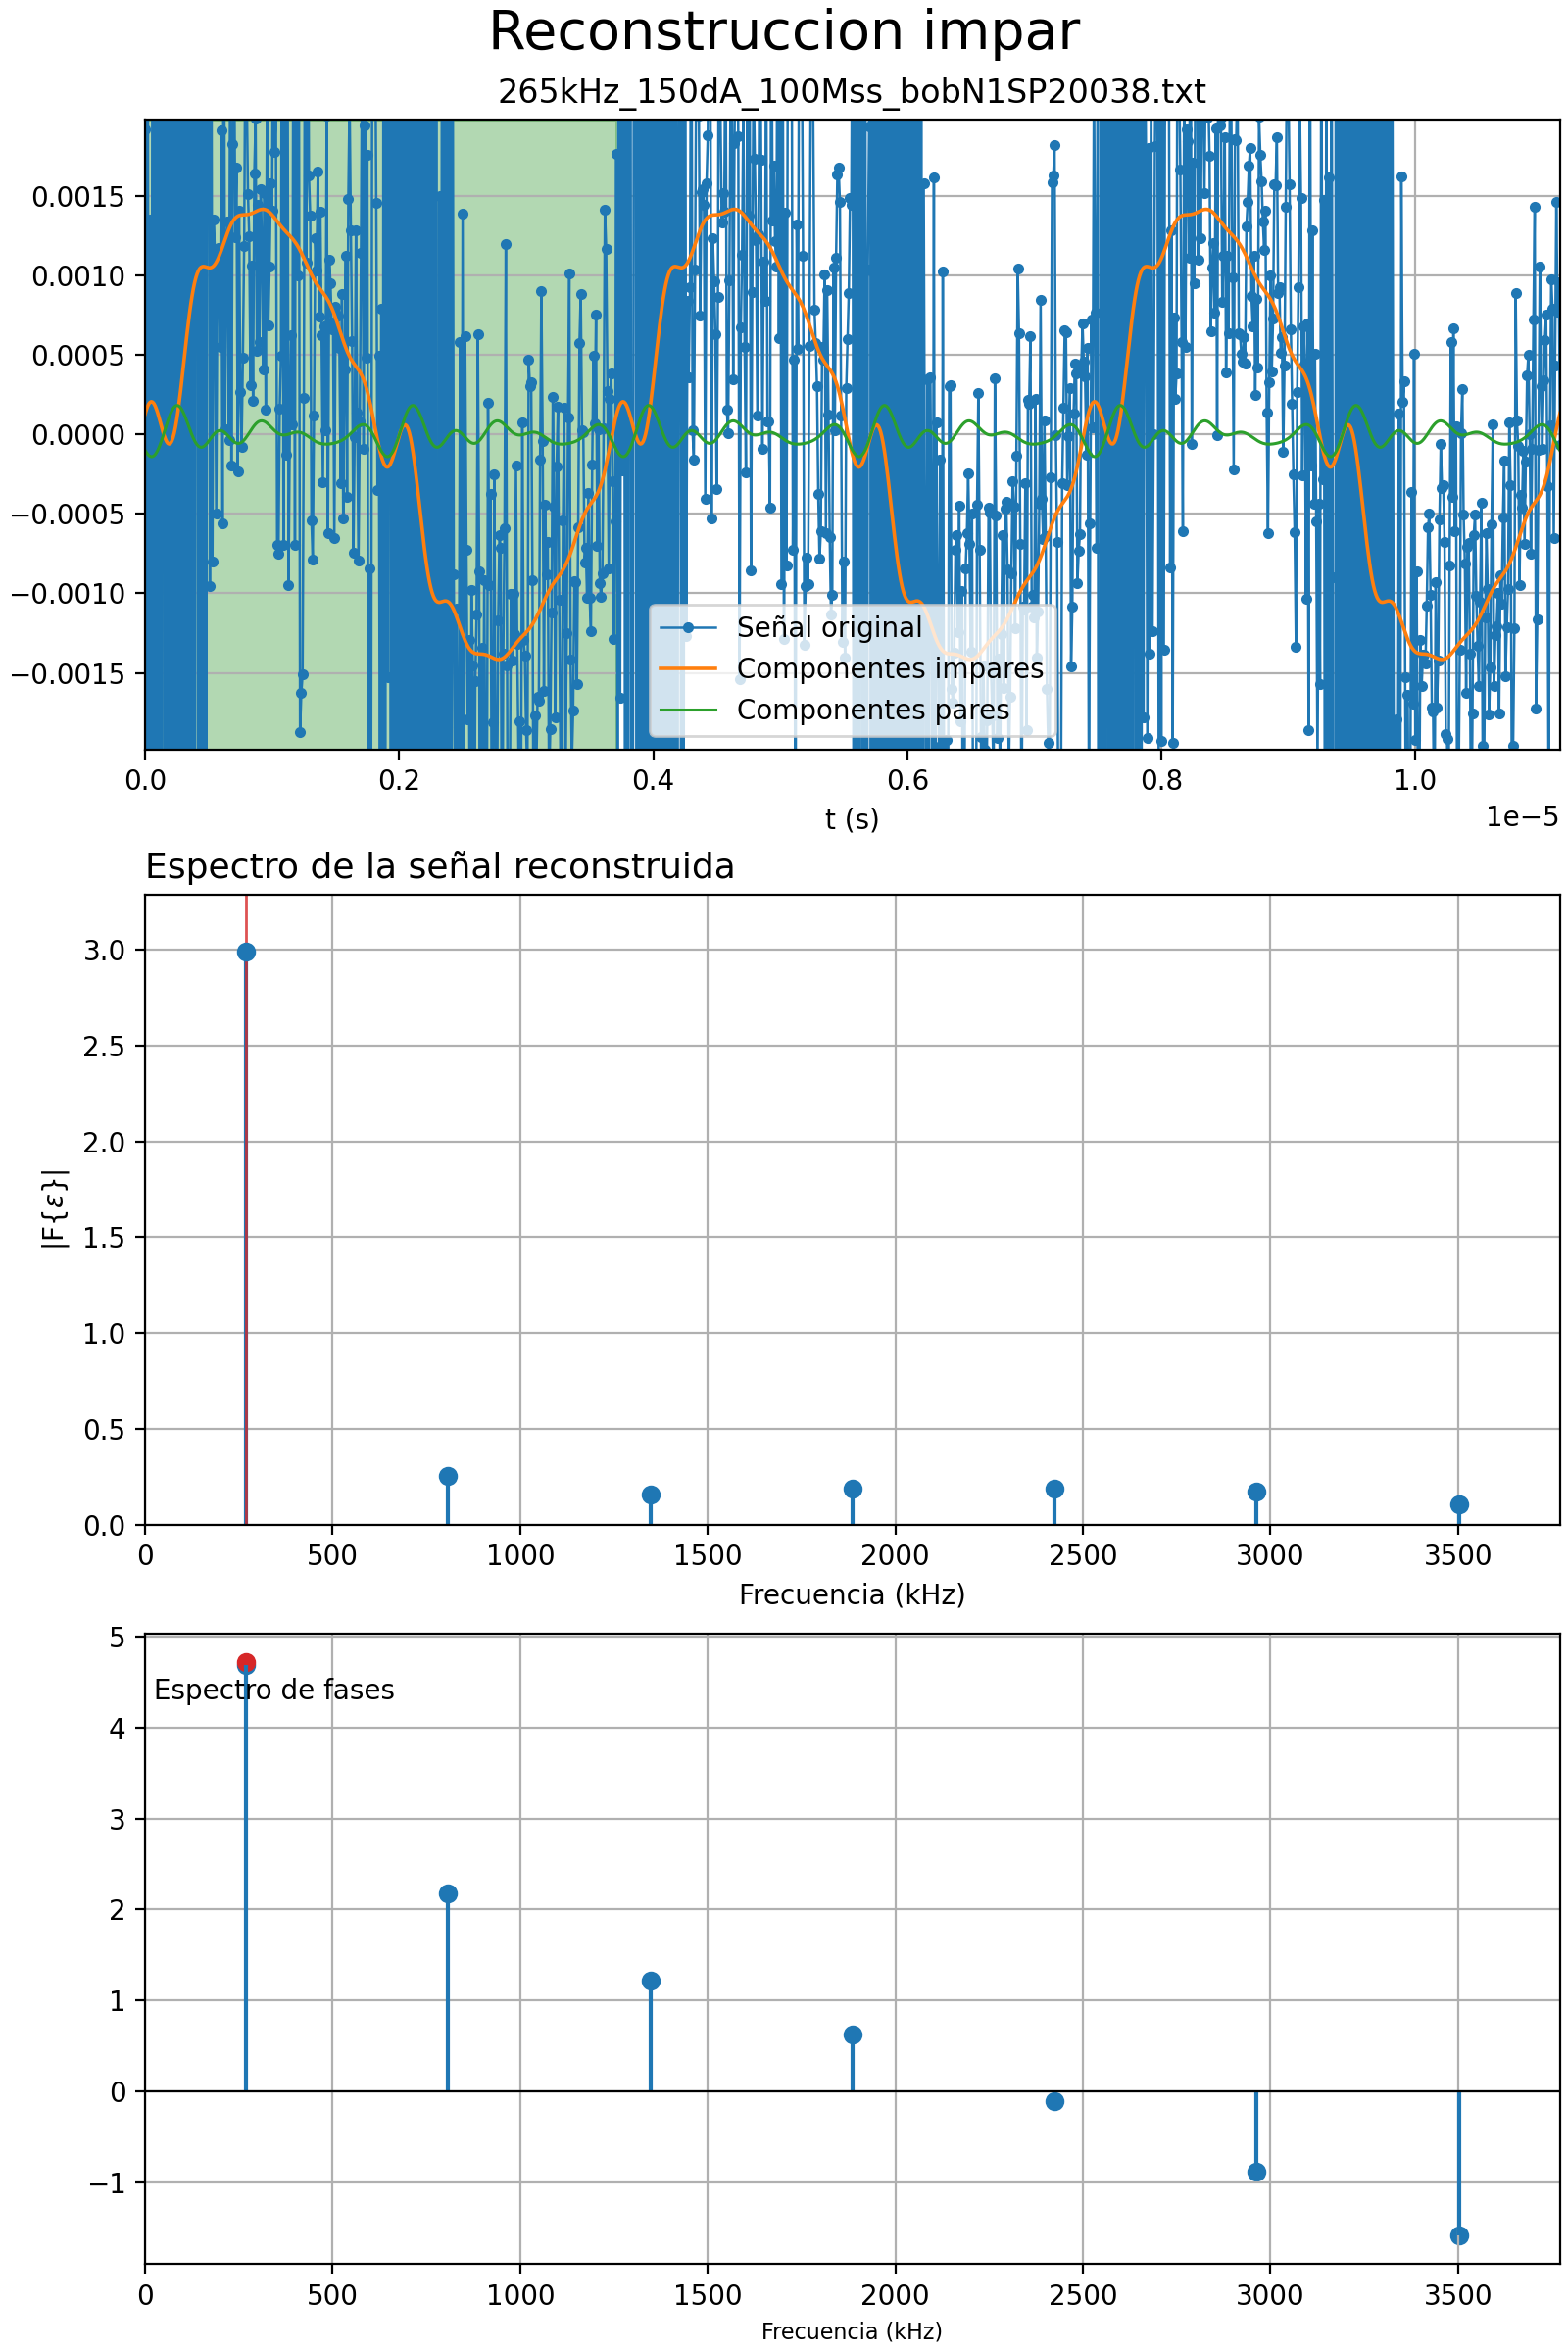 Reconstruccion impar
265kHz_150dA_100Mss_bobN1SP20038.txt
0.0015
0.0010
0.0005
0.0000
−0.0005
−0.0010
−0.0015
Señal original
Componentes impares
Componentes pares
0.0 0.2 0.4 0.6 0.8 1.0
t (s)
1e−5
Espectro de la señal reconstruida
3.0
2.5
2.0
1.5
1.0
0.5
0.0
|F{ε}|
0 500 1000 1500 2000 2500 3000 3500
Frecuencia (kHz)
5
Espectro de fases
4
3
2
1
0
−1
0 500 1000 1500 2000 2500 3000 3500
Frecuencia (kHz)